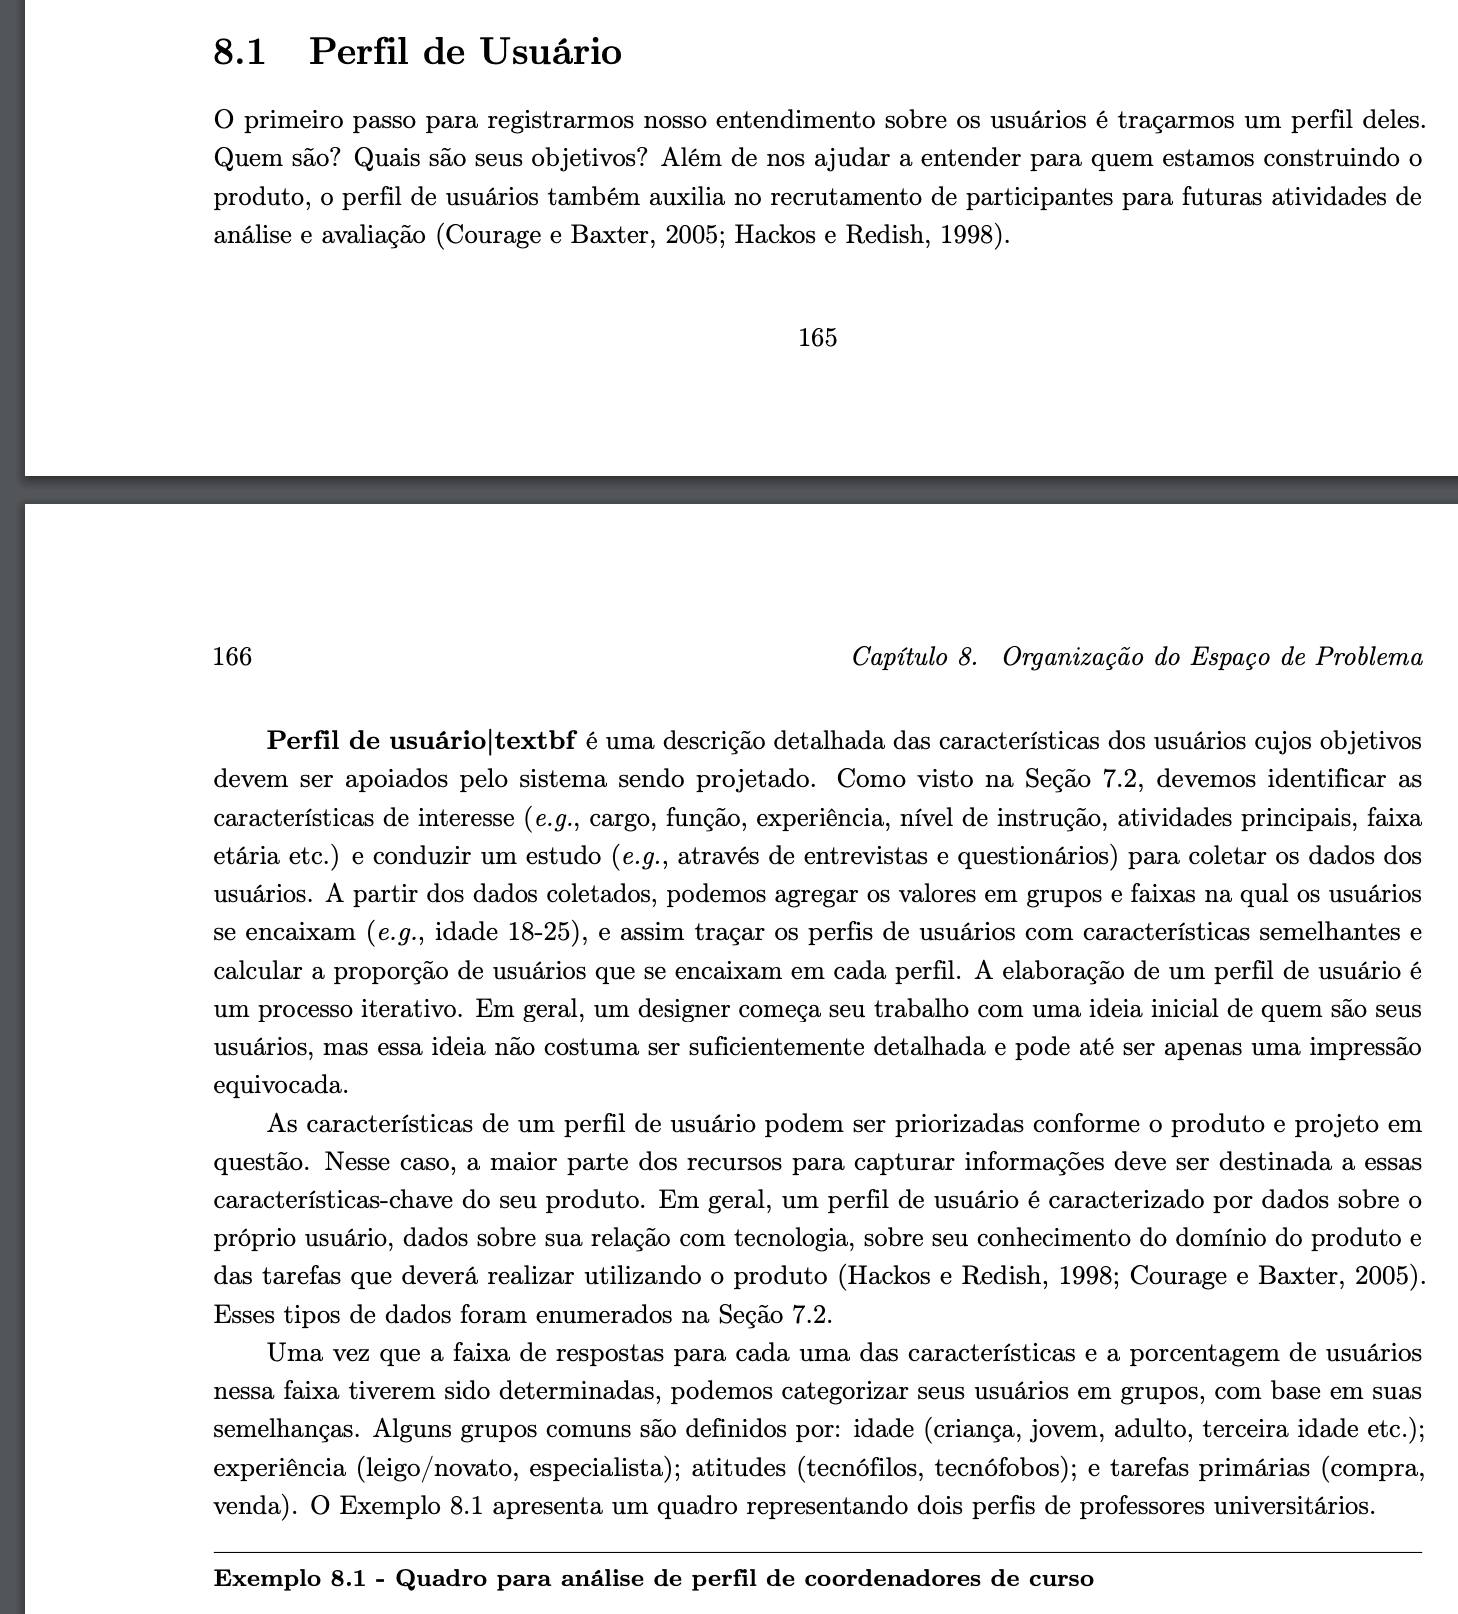 8.1 Perfil de Usuário
O primeiro passo para registrarmos nosso entendimento sobre os usuários é traçarmos um perfil deles.
Quem são? Quais são seus objetivos? Além de nos ajudar a entender para quem estamos construindo o
produto, o perfil de usuários também auxilia no recrutamento de participantes para futuras atividades de
análise e avaliação (Courage e Baxter, 2005; Hackos e Redish, 1998).
165
166 Capítulo 8. Organização do Espaço de Problema
Perfil de usuário|textbf é uma descrição detalhada das características dos usuários cujos objetivos
devem ser apoiados pelo sistema sendo projetado. Como visto na Seção 7.2, devemos identificar as
características de interesse (e.g., cargo, função, experiência, nível de instrução, atividades principais, faixa
etária etc.) e conduzir um estudo (e.g., através de entrevistas e questionários) para coletar os dados dos
usuários. A partir dos dados coletados, podemos agregar os valores em grupos e faixas na qual os usuários
se encaixam (e.g., idade 18-25), e assim traçar os perfis de usuários com características semelhantes e
calcular a proporção de usuários que se encaixam em cada perfil. A elaboração de um perfil de usuário é
um processo iterativo. Em geral, um designer começa seu trabalho com uma ideia inicial de quem são seus
usuários, mas essa ideia não costuma ser suficientemente detalhada e pode até ser apenas uma impressão
equivocada.
As características de um perfil de usuário podem ser priorizadas conforme o produto e projeto em
questão. Nesse caso, a maior parte dos recursos para capturar informações deve ser destinada a essas
características-chave do seu produto. Em geral, um perfil de usuário é caracterizado por dados sobre o
próprio usuário, dados sobre sua relação com tecnologia, sobre seu conhecimento do domínio do produto e
das tarefas que deverá realizar utilizando o produto (Hackos e Redish, 1998; Courage e Baxter, 2005).
Esses tipos de dados foram enumerados na Seção 7.2.
Uma vez que a faixa de respostas para cada uma das características e a porcentagem de usuários
nessa faixa tiverem sido determinadas, podemos categorizar seus usuários em grupos, com base em suas
semelhanças. Alguns grupos comuns são definidos por: idade (criança, jovem, adulto, terceira idade etc.);
experiência (leigo/novato, especialista); atitudes (tecnófilos, tecnófobos); e tarefas primárias (compra,
venda). O Exemplo 8.1 apresenta um quadro representando dois perfis de professores universitários.
Exemplo 8.1 - Quadro para análise de perfil de coordenadores de curso